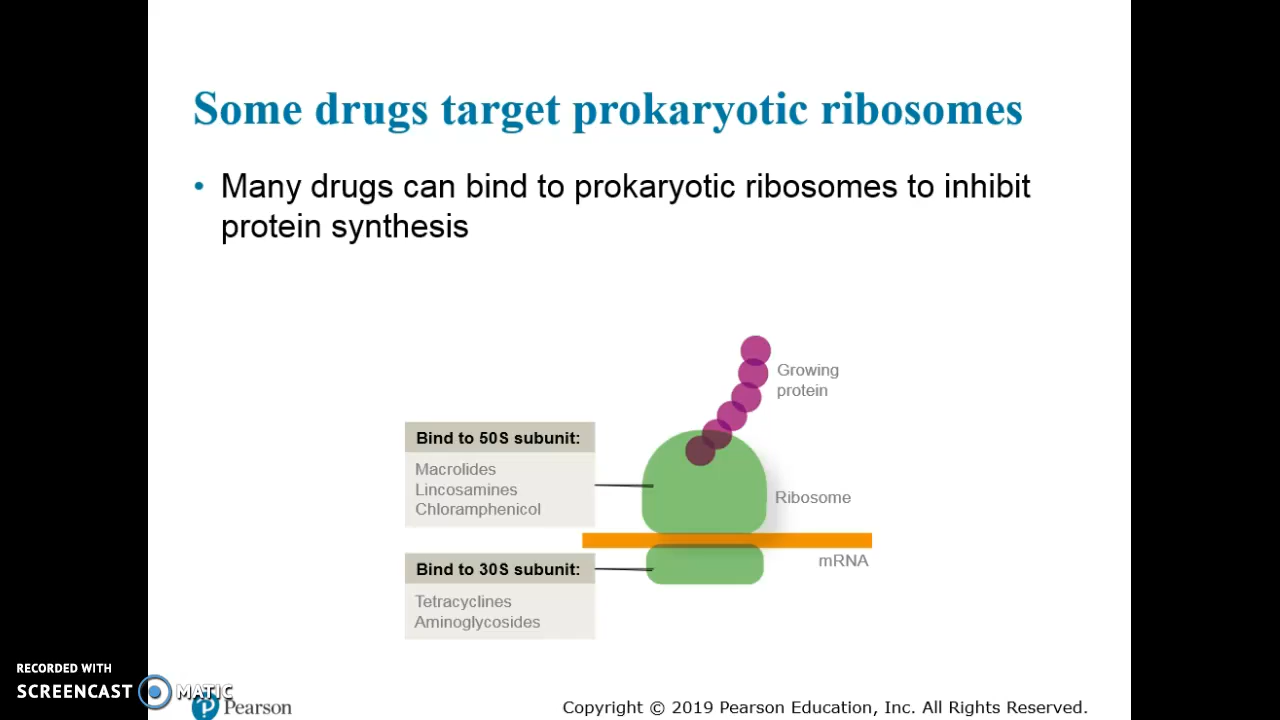 Some drugs target prokaryotic ribosomes
• Many drugs can bind to prokaryotic ribosomes to inhibit
protein synthesis
Growing
protein
Bind to 50S subunit:
Macrolides
Lincosamines
Chloramphenicol
Ribosome
mRNA
Bind to 30S subunit:
Tetracyclines
Aminoglycosides
RECORDED WITH
SCREENCAST MATIC
Pearson
Copyright © 2019 Pearson Education, Inc. All Rights Reserved.